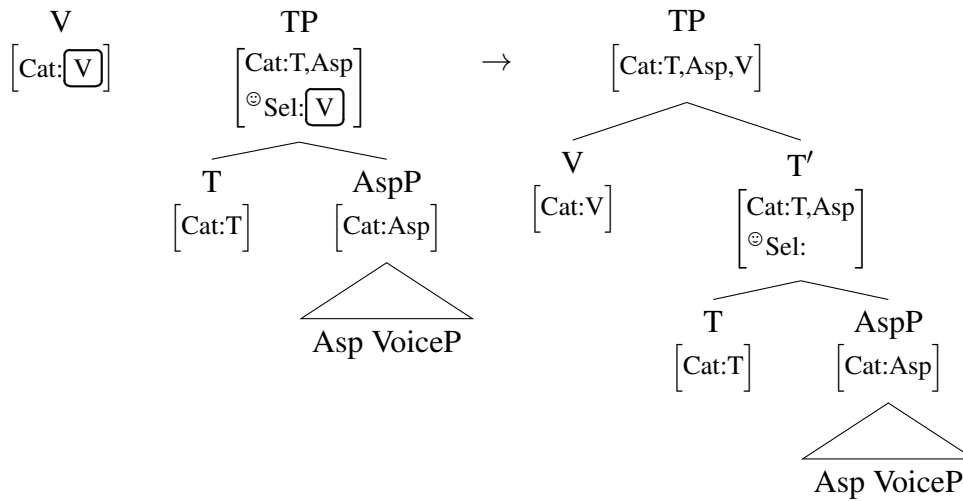 V TP → TP
[Cat:V] [Cat:T,Asp ☺Sel:V] [Cat:T,Asp,V]
T AspP V T′
[Cat:T] [Cat:Asp] [Cat:V] [Cat:T,Asp ☺Sel:]
Asp VoiceP T AspP
[Cat:T] [Cat:Asp]
Asp VoiceP